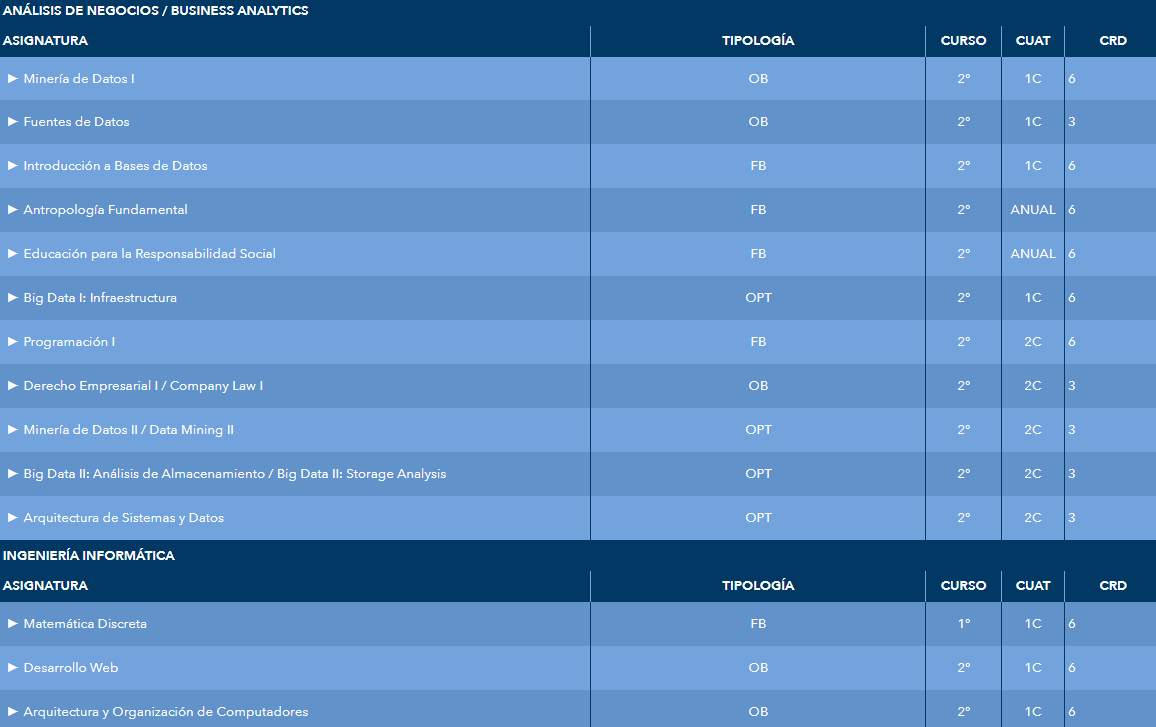 ANÁLISIS DE NEGOCIOS / BUSINESS ANALYTICS
ASIGNATURA TIPOLOGÍA CURSO CUAT CRD
► Minería de Datos I OB 2º 1C 6
► Fuentes de Datos OB 2º 1C 3
► Introducción a Bases de Datos FB 2º 1C 6
► Antropología Fundamental FB 2º ANUAL 6
► Educación para la Responsabilidad Social FB 2º ANUAL 6
► Big Data I: Infraestructura OPT 2º 1C 6
► Programación I FB 2º 2C 6
► Derecho Empresarial I / Company Law I OB 2º 2C 3
► Minería de Datos II / Data Mining II OPT 2º 2C 3
► Big Data II: Análisis de Almacenamiento / Big Data II: Storage Analysis OPT 2º 2C 3
► Arquitectura de Sistemas y Datos OPT 2º 2C 3
INGENIERÍA INFORMÁTICA
ASIGNATURA TIPOLOGÍA CURSO CUAT CRD
► Matemática Discreta FB 1º 1C 6
► Desarrollo Web OB 2º 1C 6
► Arquitectura y Organización de Computadores OB 2º 1C 6